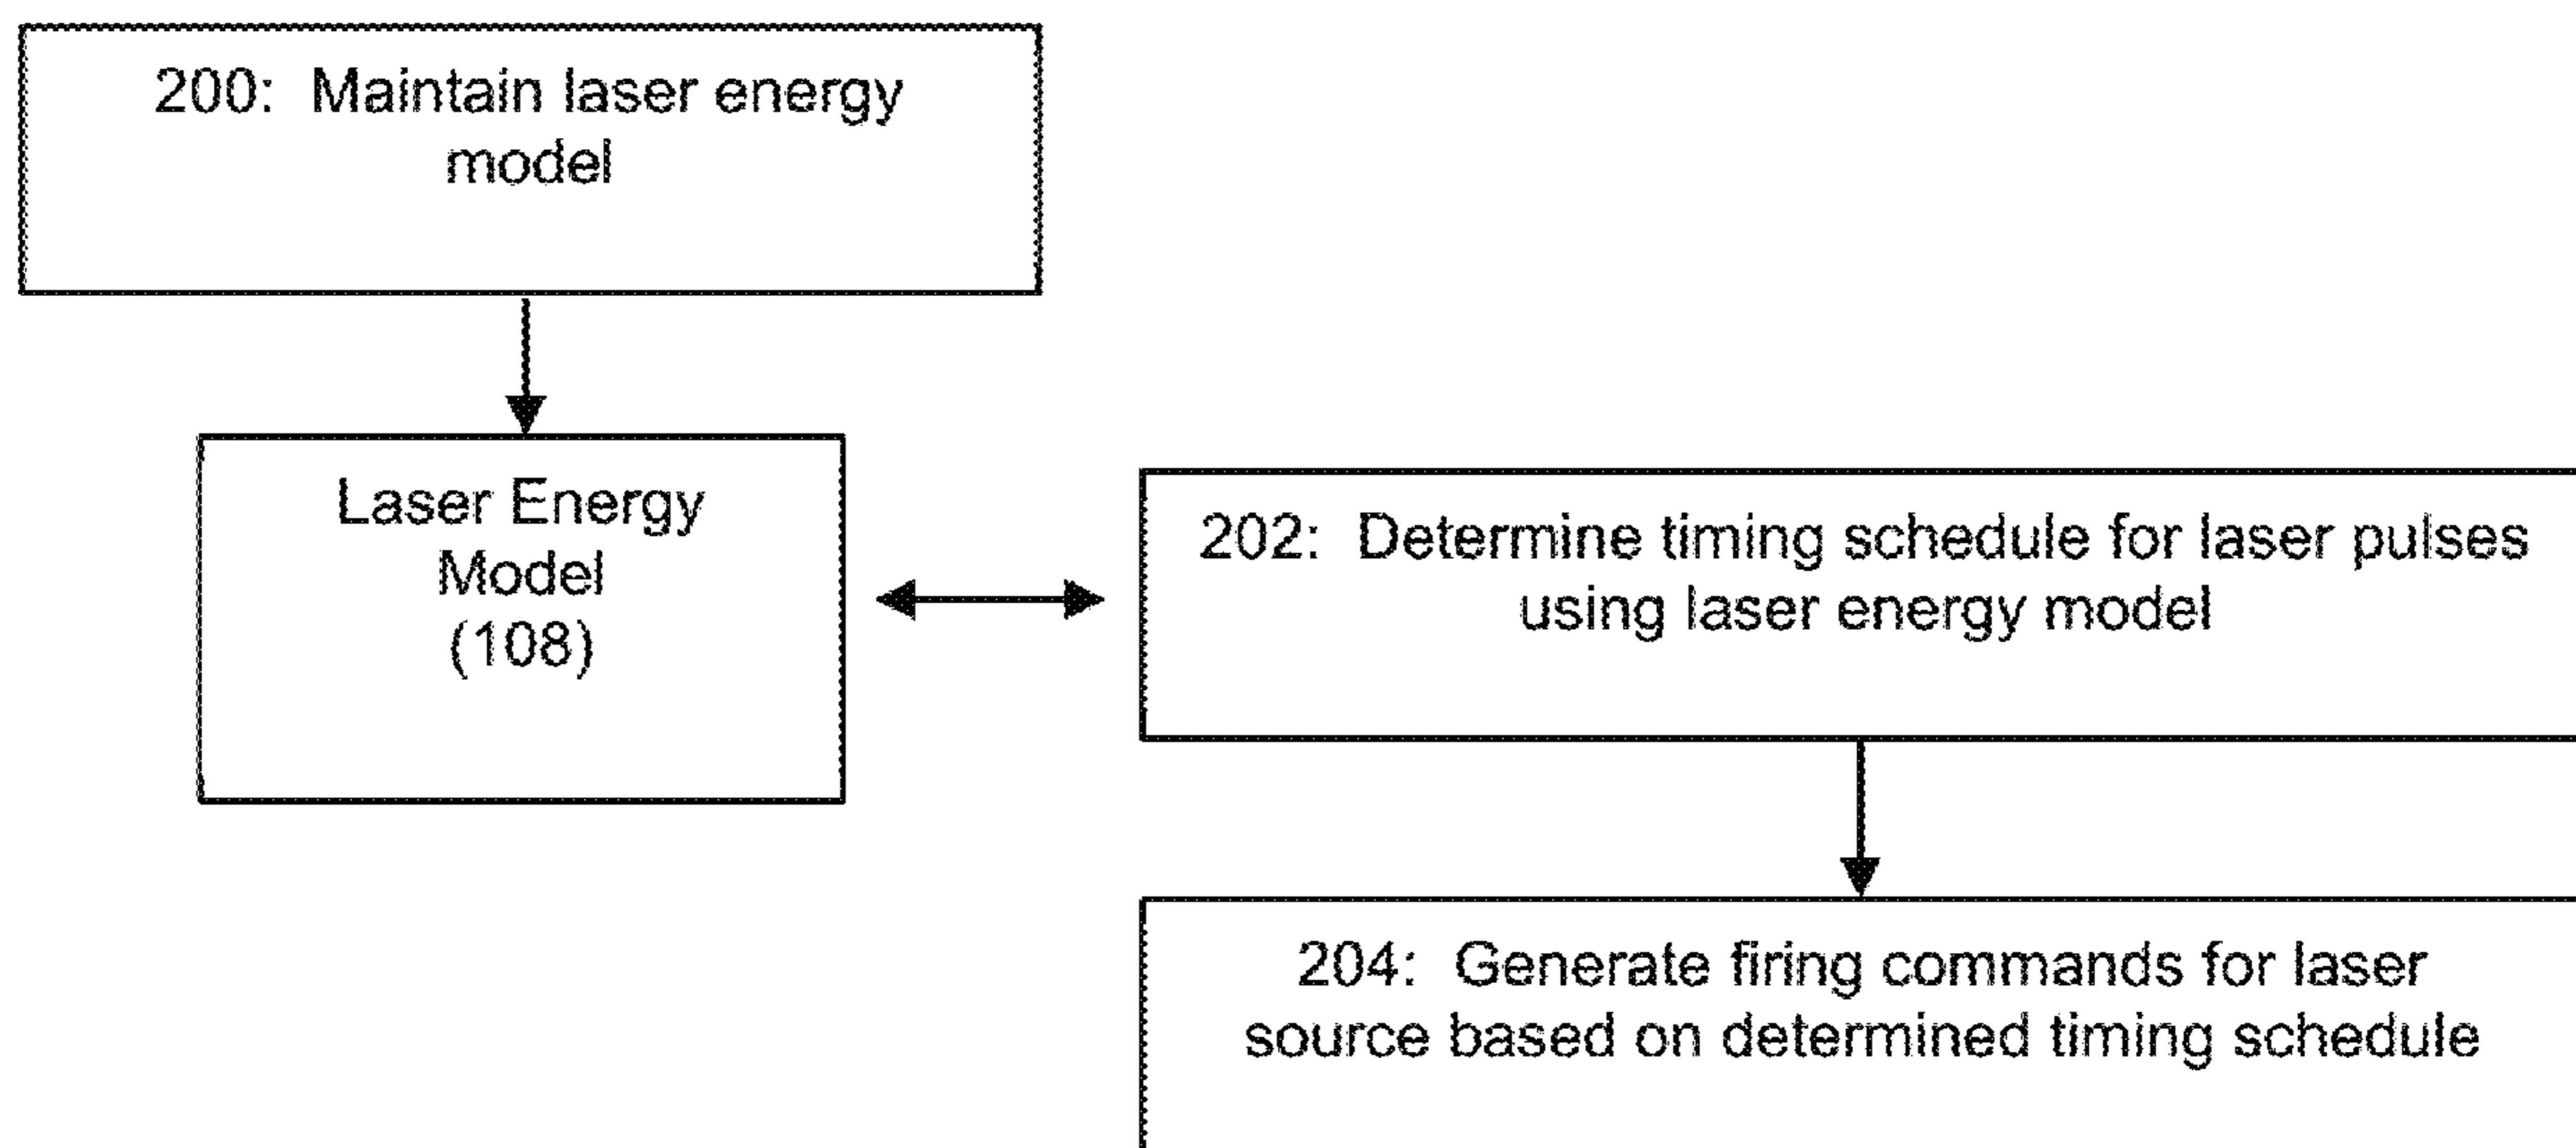 200: Maintain laser energy
model
Laser Energy
Model
(108)
202: Determine timing schedule for laser pulses
using laser energy model
204: Generate firing commands for laser
source based on determined timing schedule